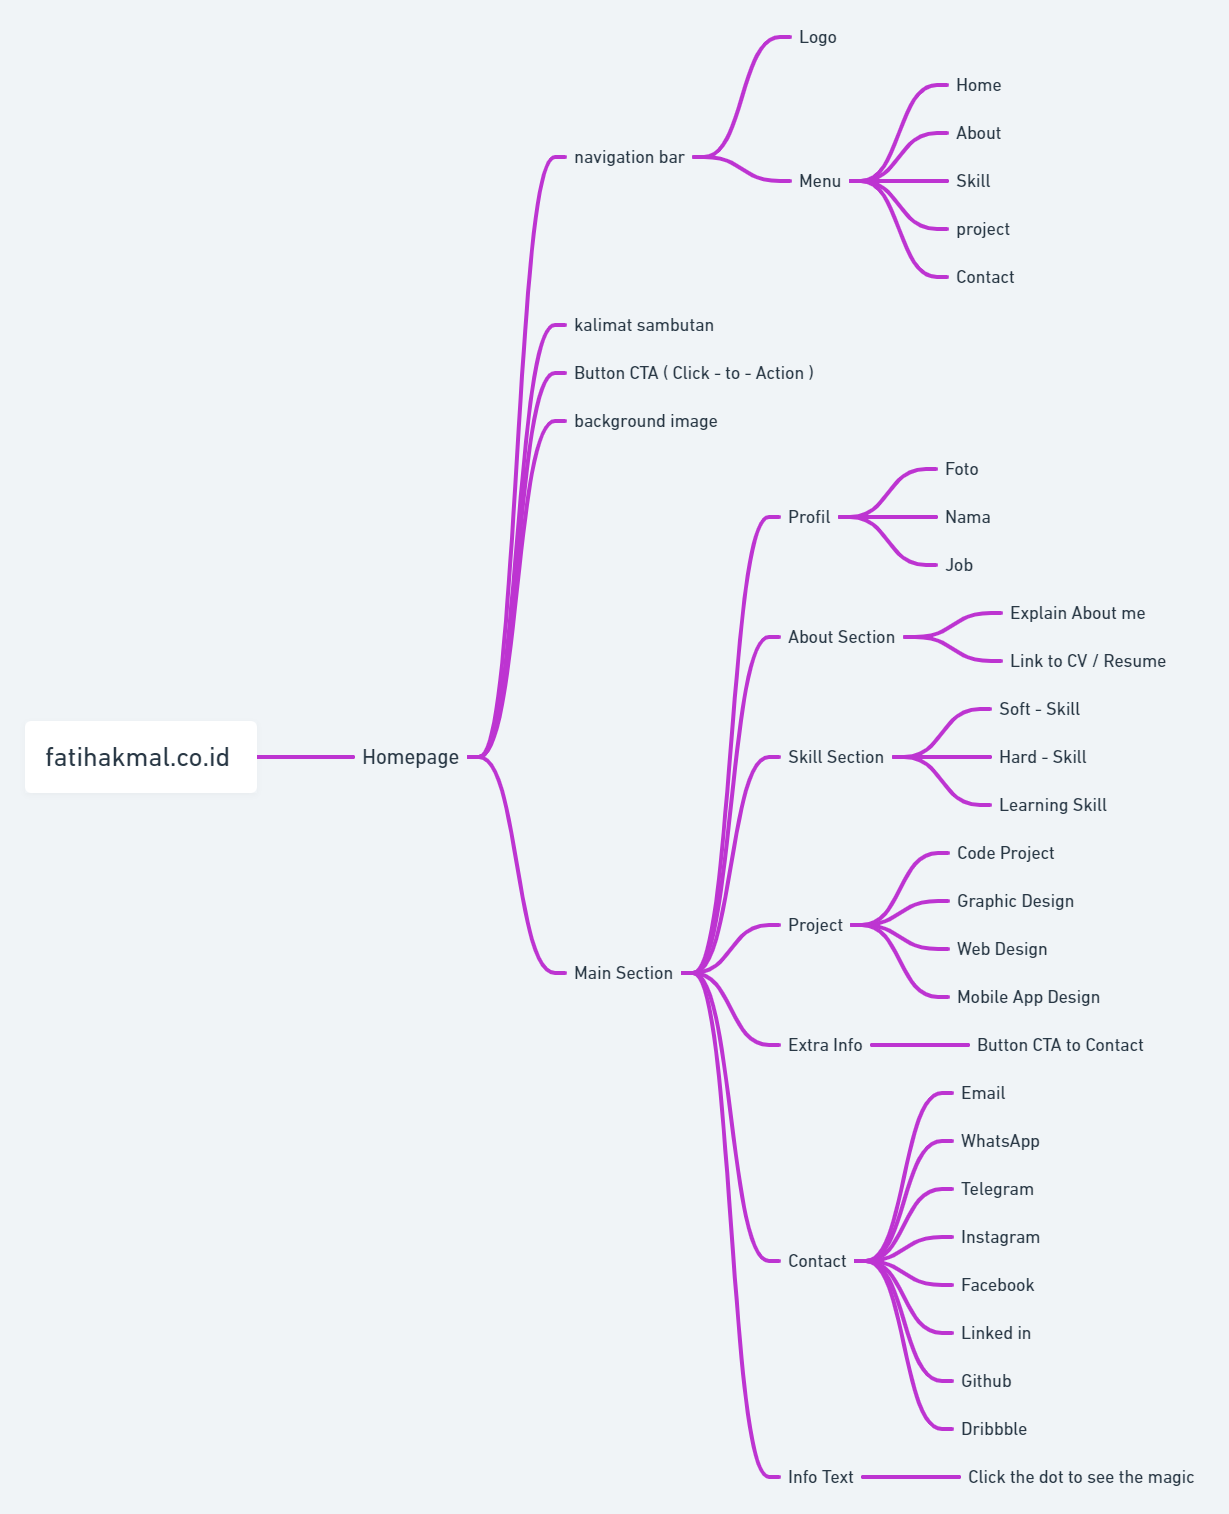 Logo
Home
About
navigation bar
Menu
Skill
project
Contact
kalimat sambutan
Button CTA ( Click - to - Action )
background image
Foto
Profil
Nama
Job
Explain About me
About Section
Link to CV / Resume
Soft - Skill
fatihakmal.co.id
Homepage
Skill Section
Hard - Skill
Learning Skill
Code Project
Graphic Design
Project
Web Design
Main Section
Mobile App Design
Extra Info
Button CTA to Contact
Email
WhatsApp
Telegram
Instagram
Contact
Facebook
Linked in
Github
Dribbble
Info Text
Click the dot to see the magic